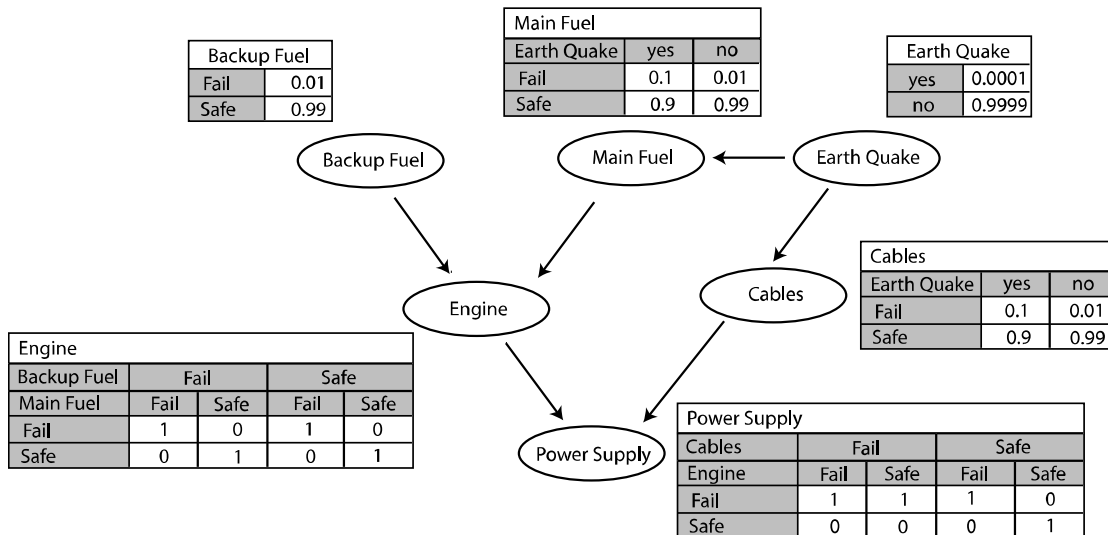 Main Fuel
Earth Quake yes no
Fail 0.1 0.01
Safe 0.9 0.99
Backup Fuel
Fail 0.01
Safe 0.99
Earth Quake
yes 0.0001
no 0.9999
Backup Fuel
Main Fuel
Earth Quake
Cables
Earth Quake yes no
Fail 0.1 0.01
Safe 0.9 0.99
Engine
Cables
Engine
Backup Fuel Fail Safe
Main Fuel Fail Safe Fail Safe
Fail 1 0 1 0
Safe 0 1 0 1
Power Supply
Power Supply
Cables Fail Safe
Engine Fail Safe Fail Safe
Fail 1 1 1 0
Safe 0 0 0 1